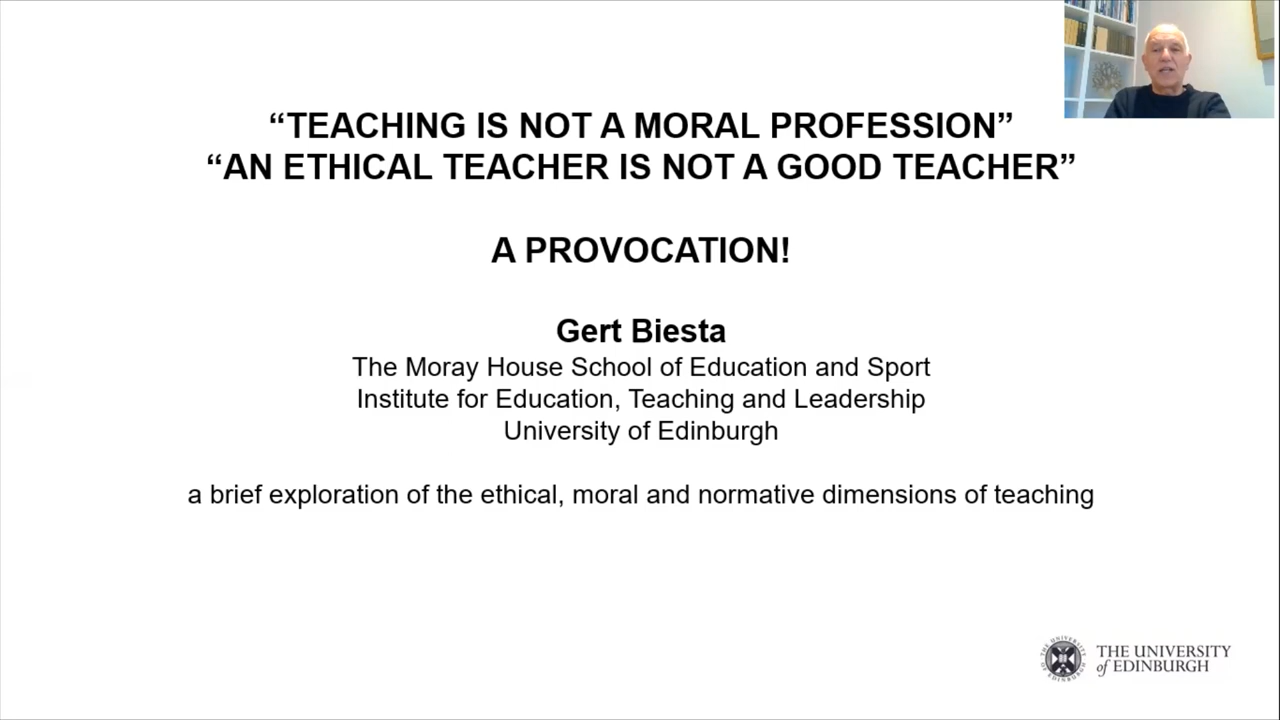 “TEACHING IS NOT A MORAL PROFESSION”
“AN ETHICAL TEACHER IS NOT A GOOD TEACHER”
A PROVOCATION!
Gert Biesta
The Moray House School of Education and Sport
Institute for Education, Teaching and Leadership
University of Edinburgh
a brief exploration of the ethical, moral and normative dimensions of teaching
THE UNIVERSITY
of EDINBURGH